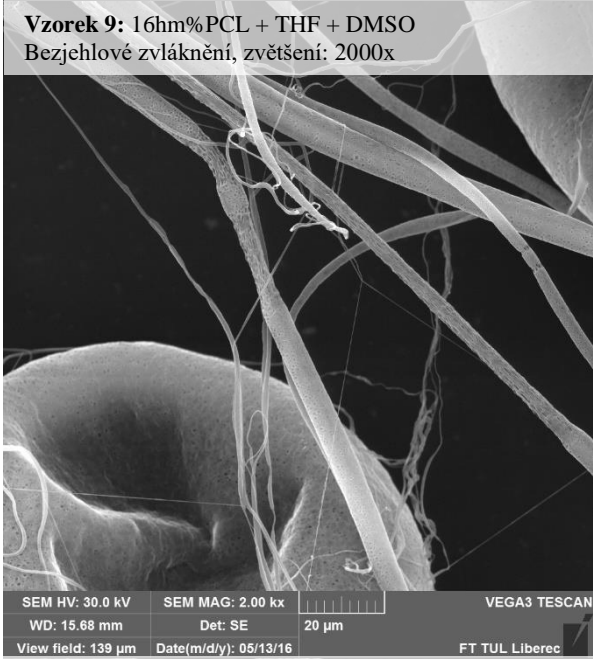 Vzorek 9: 16hm%PCL + THF + DMSO
Bezjehlové zvláknění, zvětšení: 2000x
SEM HV: 30.0 kV SEM MAG: 2.00 kx VEGA3 TESCAN
WD: 15.68 mm Det: SE 20 µm
View field: 139 µm Date(m/d/y): 05/13/16 FT TUL Liberec